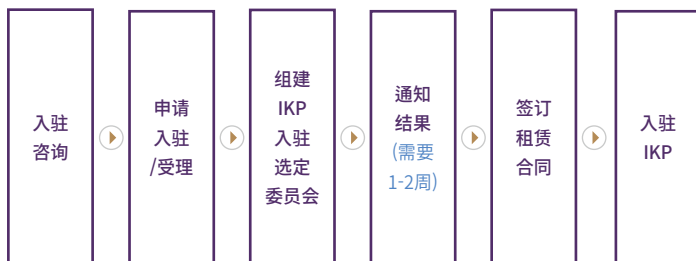 入驻
咨询
申请
入驻
/受理
组建
IKP
入驻
选定
委员会
通知
结果
(需要
1-2周)
签订
租赁
合同
入驻
IKP